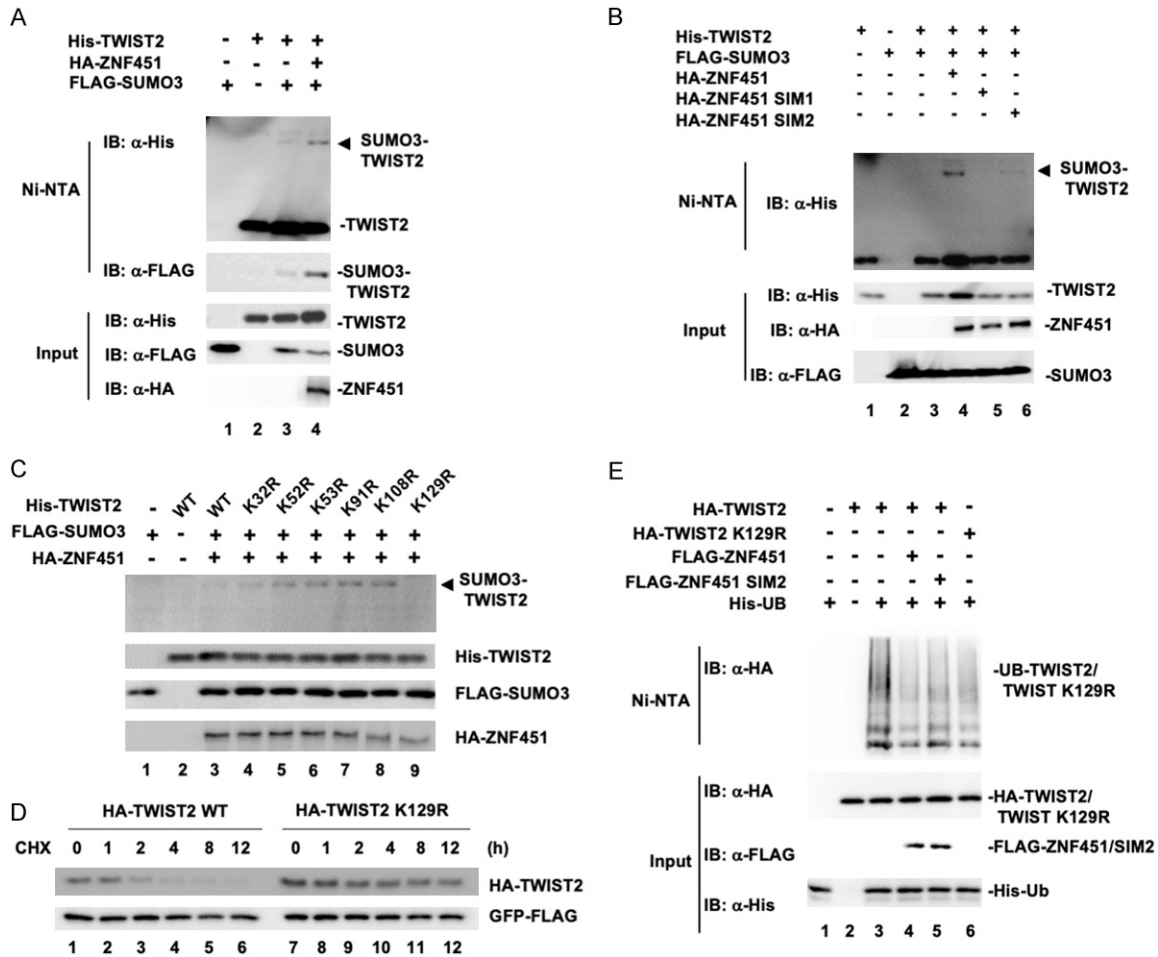 A
His-TWIST2 - + + +
HA-ZNF451 - - - +
FLAG-SUMO3 + - + +
Ni-NTA
IB: α-His
SUMO3-
TWIST2
-TWIST2
IB: α-FLAG
-SUMO3-
TWIST2
Input
IB: α-His
-TWIST2
IB: α-FLAG
-SUMO3
IB: α-HA
-ZNF451
1 2 3 4
B
His-TWIST2 + - + + + +
FLAG-SUMO3 - + + + + +
HA-ZNF451 - - - + - -
HA-ZNF451 SIM1 - - - - + -
HA-ZNF451 SIM2 - - - - - +
Ni-NTA
IB: α-His
SUMO3-
TWIST2
Input
IB: α-His
-TWIST2
IB: α-HA
-ZNF451
IB: α-FLAG
-SUMO3
1 2 3 4 5 6
C
His-TWIST2 - WT WT K32R K52R K53R K91R K108R K129R
FLAG-SUMO3 + - + + + + + + +
HA-ZNF451 - - + + + + + + +
SUMO3-
TWIST2
His-TWIST2
FLAG-SUMO3
HA-ZNF451
1 2 3 4 5 6 7 8 9
D
HA-TWIST2 WT HA-TWIST2 K129R
CHX 0 1 2 4 8 12 0 1 2 4 8 12 (h)
HA-TWIST2
GFP-FLAG
1 2 3 4 5 6 7 8 9 10 11 12
E
HA-TWIST2 - + + + + -
HA-TWIST2 K129R - - - - - +
FLAG-ZNF451 - - - + - -
FLAG-ZNF451 SIM2 - - - - + -
His-UB + - + + + +
Ni-NTA
IB: α-HA
-UB-TWIST2/
TWIST K129R
Input
IB: α-HA
-HA-TWIST2/
TWIST K129R
IB: α-FLAG
-FLAG-ZNF451/SIM2
IB: α-His
-His-Ub
1 2 3 4 5 6